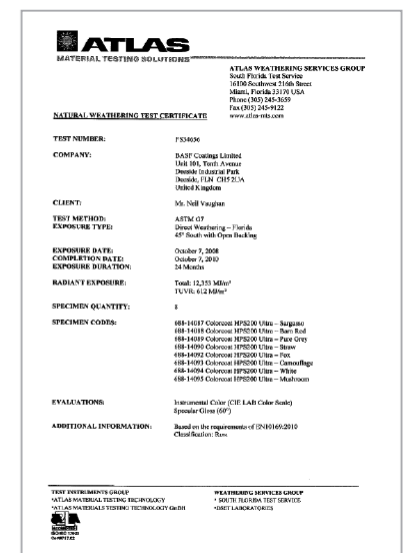 ATLAS
MATERIAL TESTING SOLUTIONS
ATLAS WEATHERING SERVICES GROUP
South Florida Test Service
16100 Southwest 216th Street
Miami, Florida 33170 USA
Phone (305) 245-3659
Fax (305) 245-9122
www.atlas-mts.com
NATURAL WEATHERING TEST CERTIFICATE
TEST NUMBER:
COMPANY: BASF Coatings Limited
Unit 101, Tenth Avenue
Deeside Industrial Park
Deeside, FLN CH5 2UA
United Kingdom
CLIENT: Mr. Neil Vaughan
TEST METHOD: ASTM G7
EXPOSURE TYPE: Direct Weathering – Florida
45° South with Open Backing
EXPOSURE DATE: October 7, 2008
COMPLETION DATE: October 7, 2010
EXPOSURE DURATION: 24 Months
RADIANT EXPOSURE: Total: 12,353 MJ/m²
TUVR: 612 MJ/m²
SPECIMEN QUANTITY: 8
SPECIMEN CODES: 688-14017 Colorcoat HPS200 Ultra – Sargasso
688-14018 Colorcoat HPS200 Ultra – Barn Red
688-14019 Colorcoat HPS200 Ultra – Pure Grey
688-14090 Colorcoat HPS200 Ultra – Straw
688-14092 Colorcoat HPS200 Ultra – Fox
688-14093 Colorcoat HPS200 Ultra – Camouflage
688-14094 Colorcoat HPS200 Ultra – White
688-14095 Colorcoat HPS200 Ultra – Mushroom
EVALUATIONS: Instrumental Color (CIE LAB Color Scale)
Specular Gloss (60°)
ADDITIONAL INFORMATION: Based on the requirements of EN10169:2010
Classification: Ruv4
TEST INSTRUMENTS GROUP
•ATLAS MATERIAL TESTING TECHNOLOGY
•ATLAS MATERIALS TESTING TECHNOLOGY GmbH
WEATHERING SERVICES GROUP
• SOUTH FLORIDA TEST SERVICE
•DSET LABORATORIES
ACCREDITED